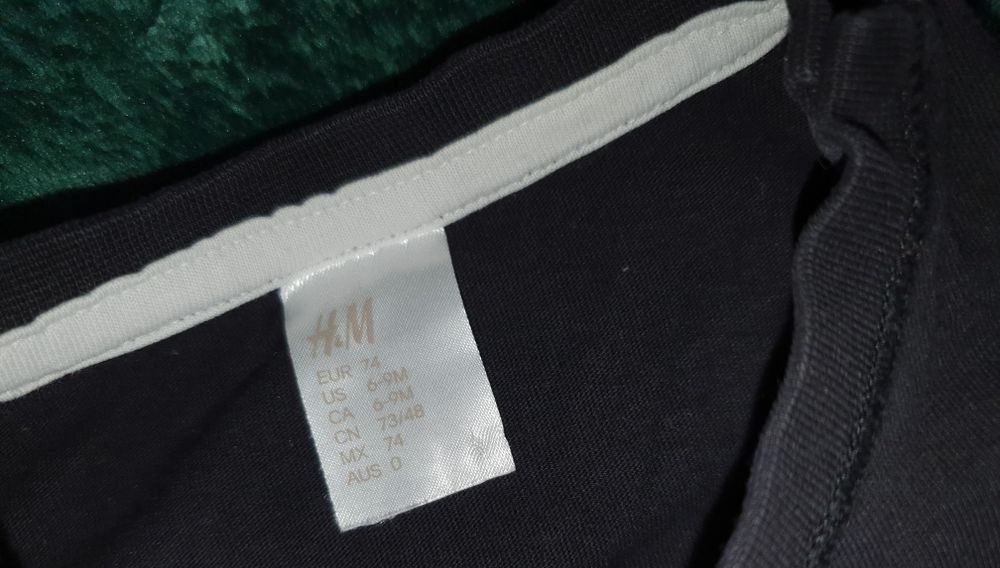 H&M
EUR 74
US 6-9M
CA 6-9M
CN 73/48
MX 74
AUS 0